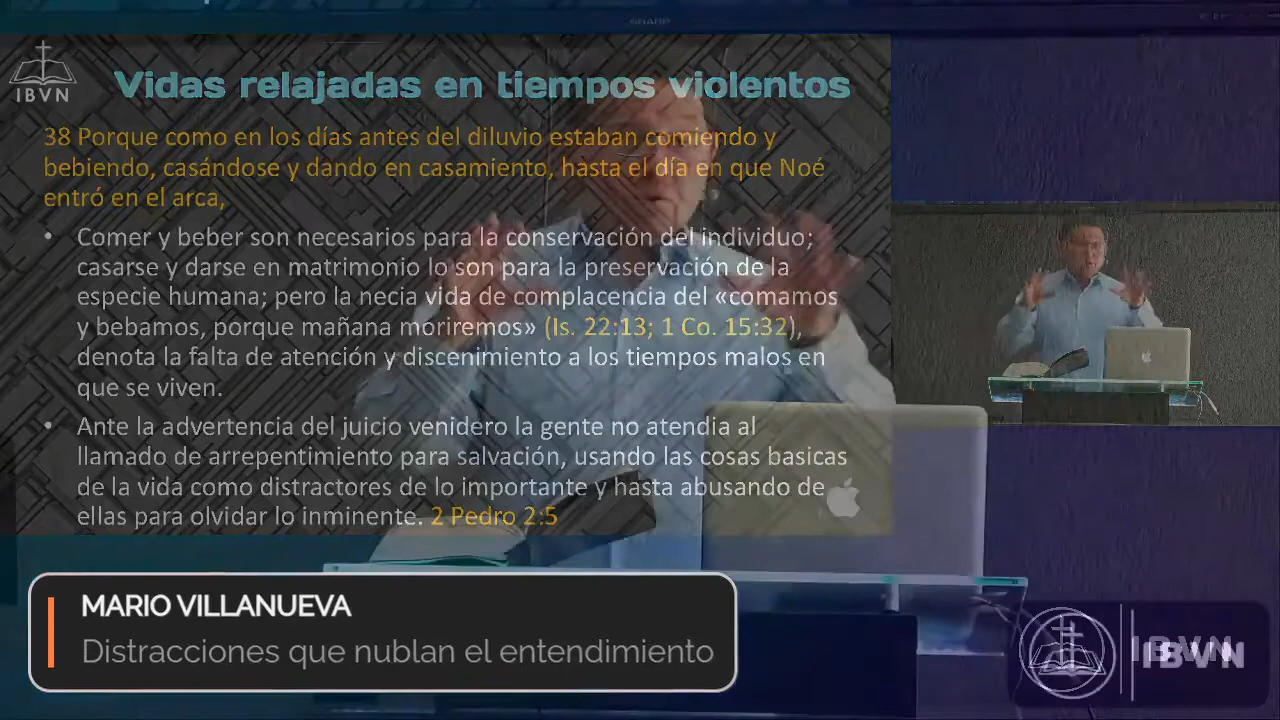 SHARP
IBVN
Vidas relajadas en tiempos violentos
38 Porque como en los días antes del diluvio estaban comiendo y
bebiendo, casándose y dando en casamiento, hasta el día en que Noé
entró en el arca,
• Comer y beber son necesarios para la conservación del individuo;
casarse y darse en matrimonio lo son para la preservación de la
especie humana; pero la necia vida de complacencia del «comamos
y bebamos, porque mañana moriremos» (Is. 22:13; 1 Co. 15:32),
denota la falta de atención y discenimiento a los tiempos malos en
que se viven.
• Ante la advertencia del juicio venidero la gente no atendia al
llamado de arrepentimiento para salvación, usando las cosas basicas
de la vida como distractores de lo importante y hasta abusando de
ellas para olvidar lo inminente. 2 Pedro 2:5
MARIO VILLANUEVA
Distracciones que nublan el entendimiento
IBVN